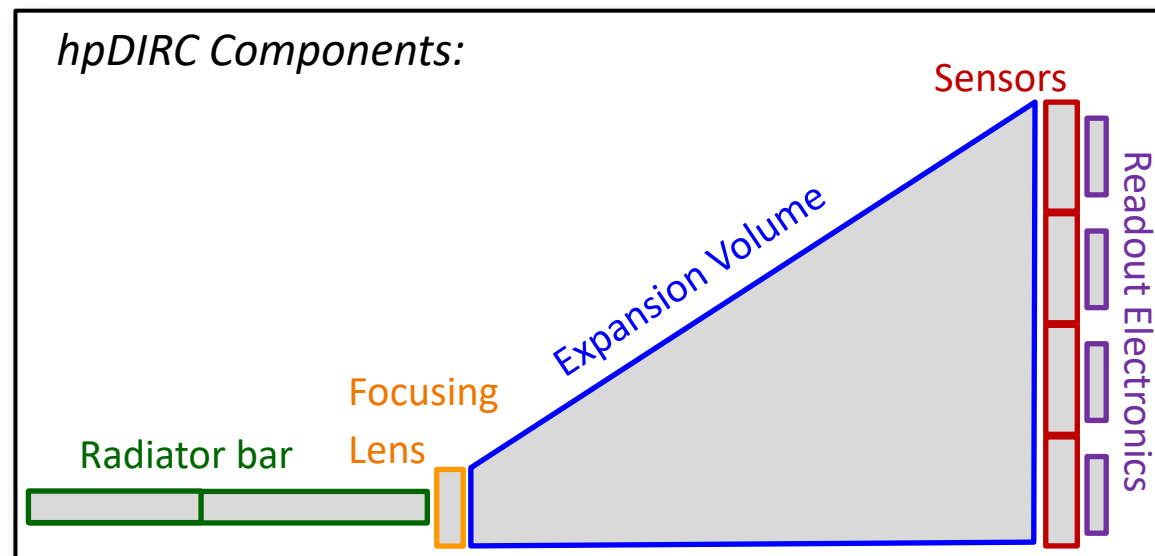 hpDIRC Components:
Sensors
Readout Electronics
Expansion Volume
Focusing
Lens
Radiator bar